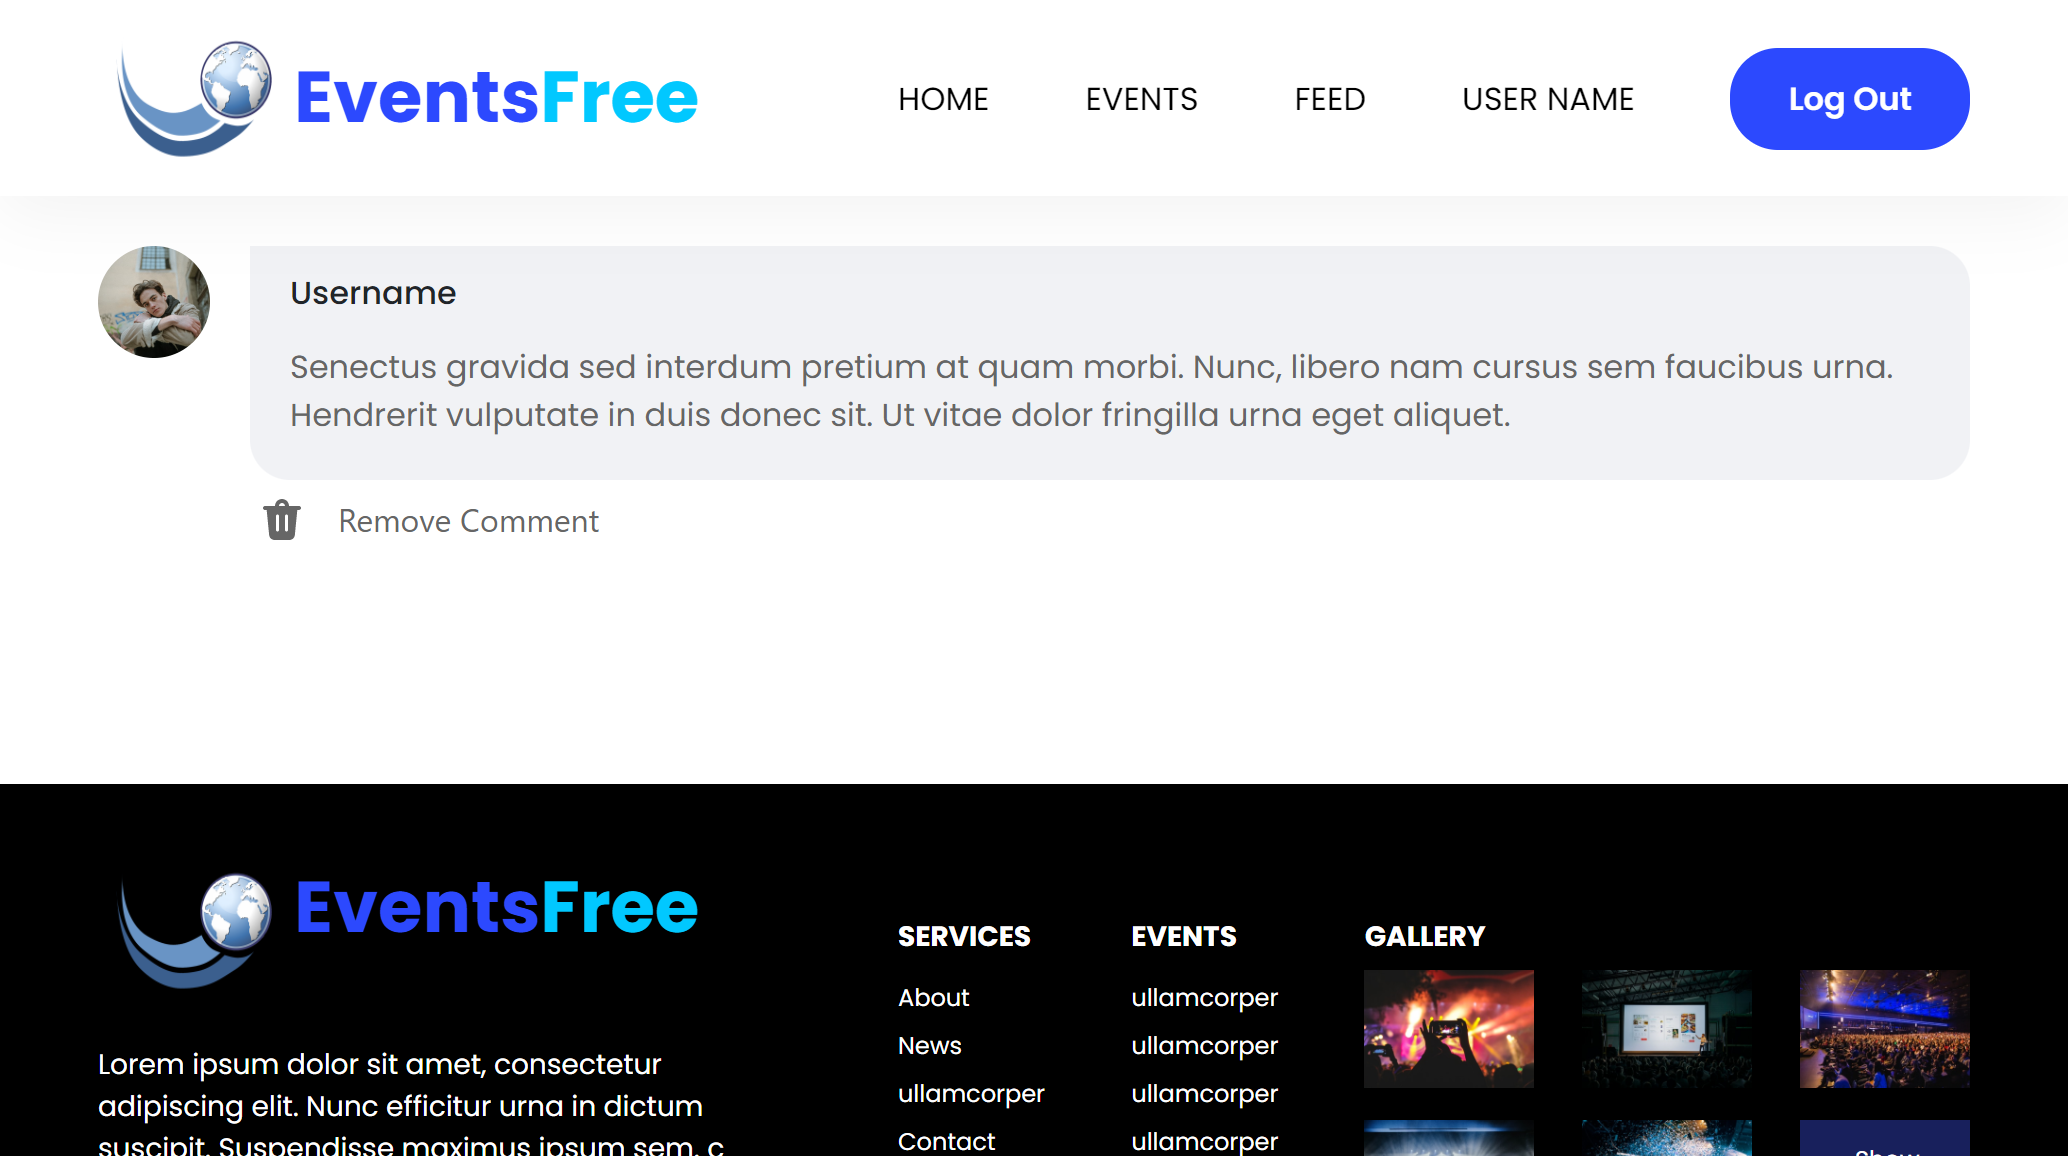 EventsFree
HOME
EVENTS
FEED
USER NAME
Log Out
Username
Senectus gravida sed interdum pretium at quam morbi. Nunc, libero nam cursus sem faucibus urna.
Hendrerit vulputate in duis donec sit. Ut vitae dolor fringilla urna eget aliquet.
Remove Comment
EventsFree
Lorem ipsum dolor sit amet, consectetur
adipiscing elit. Nunc efficitur urna in dictum
suscipit. Suspendisse maximus ipsum sem, c
SERVICES
About
News
ullamcorper
Contact
EVENTS
ullamcorper
ullamcorper
ullamcorper
ullamcorper
GALLERY
Show